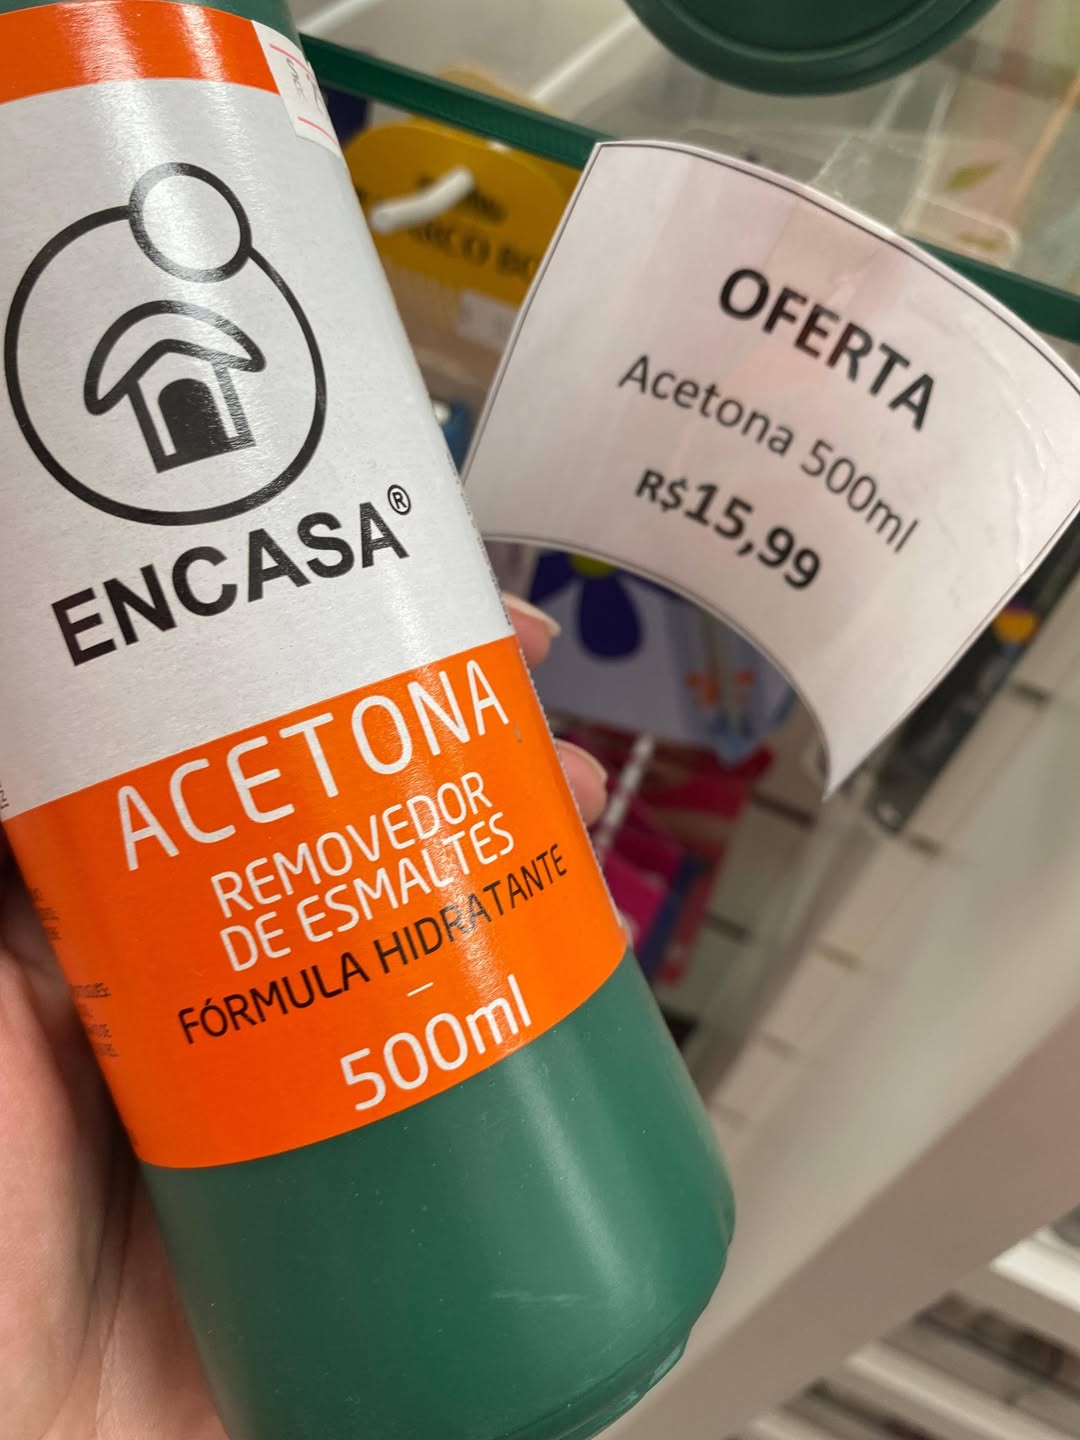 ENCASA®
ACETONA
REMOVEDOR
DE ESMALTES
FÓRMULA HIDRATANTE
500ml
OFERTA
Acetona 500ml
R$15,99